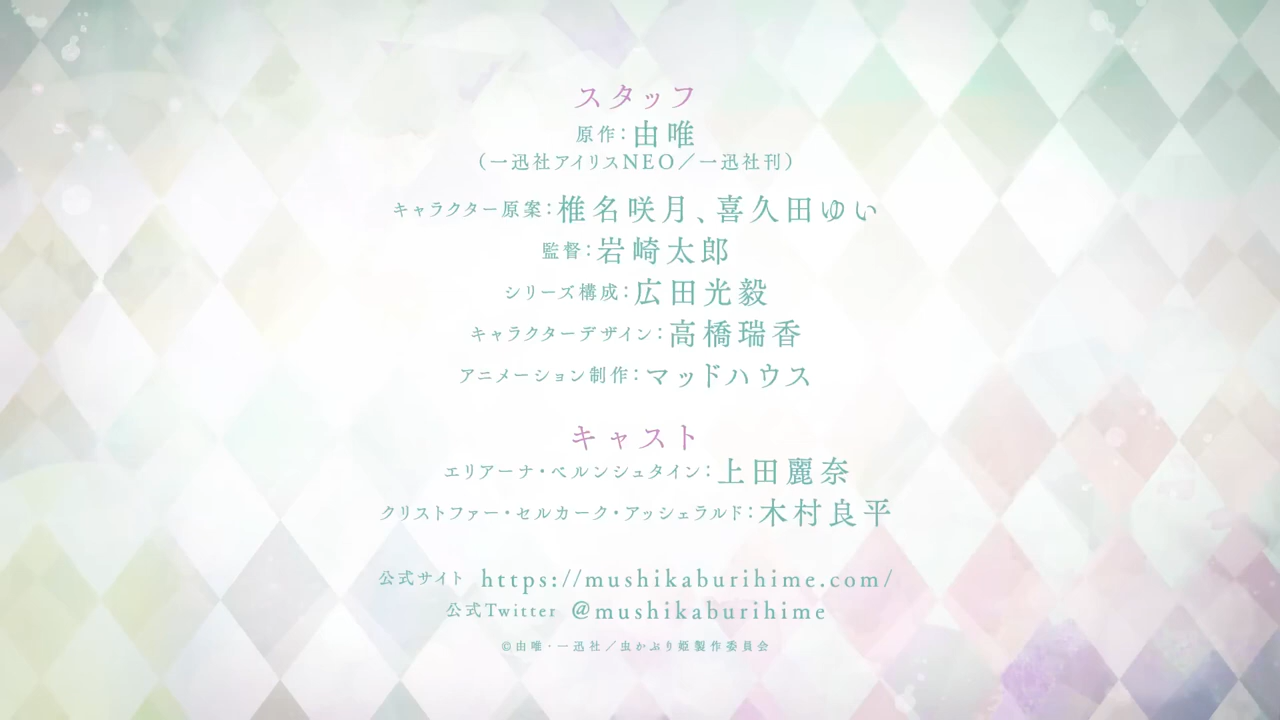 スタッフ
原作：由唯
（一迅社アイリスNEO／一迅社刊）
キャラクター原案：椎名咲月、喜久田ゆい
監督：岩崎太郎
シリーズ構成：広田光毅
キャラクターデザイン：高橋瑞香
アニメーション制作：マッドハウス
キャスト
エリアーナ・ベルンシュタイン：上田麗奈
クリストファー・セルカーク・アッシェラルド：木村良平
公式サイト https://mushikaburihime.com/
公式Twitter @mushikaburihime
©由唯・一迅社／虫かぶり姫製作委員会